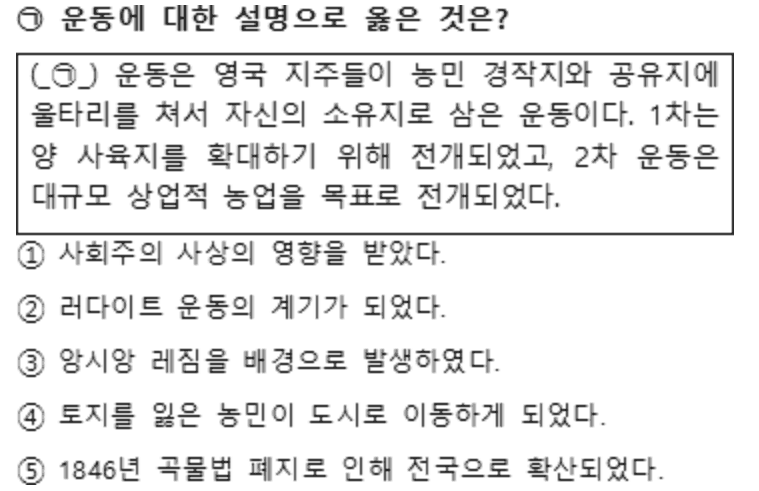 ㉠ 운동에 대한 설명으로 옳은 것은?
(_㉠_) 운동은 영국 지주들이 농민 경작지와 공유지에
울타리를 쳐서 자신의 소유지로 삼은 운동이다. 1차는
양 사육지를 확대하기 위해 전개되었고, 2차 운동은
대규모 상업적 농업을 목표로 전개되었다.
① 사회주의 사상의 영향을 받았다.
② 러다이트 운동의 계기가 되었다.
③ 앙시앙 레짐을 배경으로 발생하였다.
④ 토지를 잃은 농민이 도시로 이동하게 되었다.
⑤ 1846년 곡물법 폐지로 인해 전국으로 확산되었다.